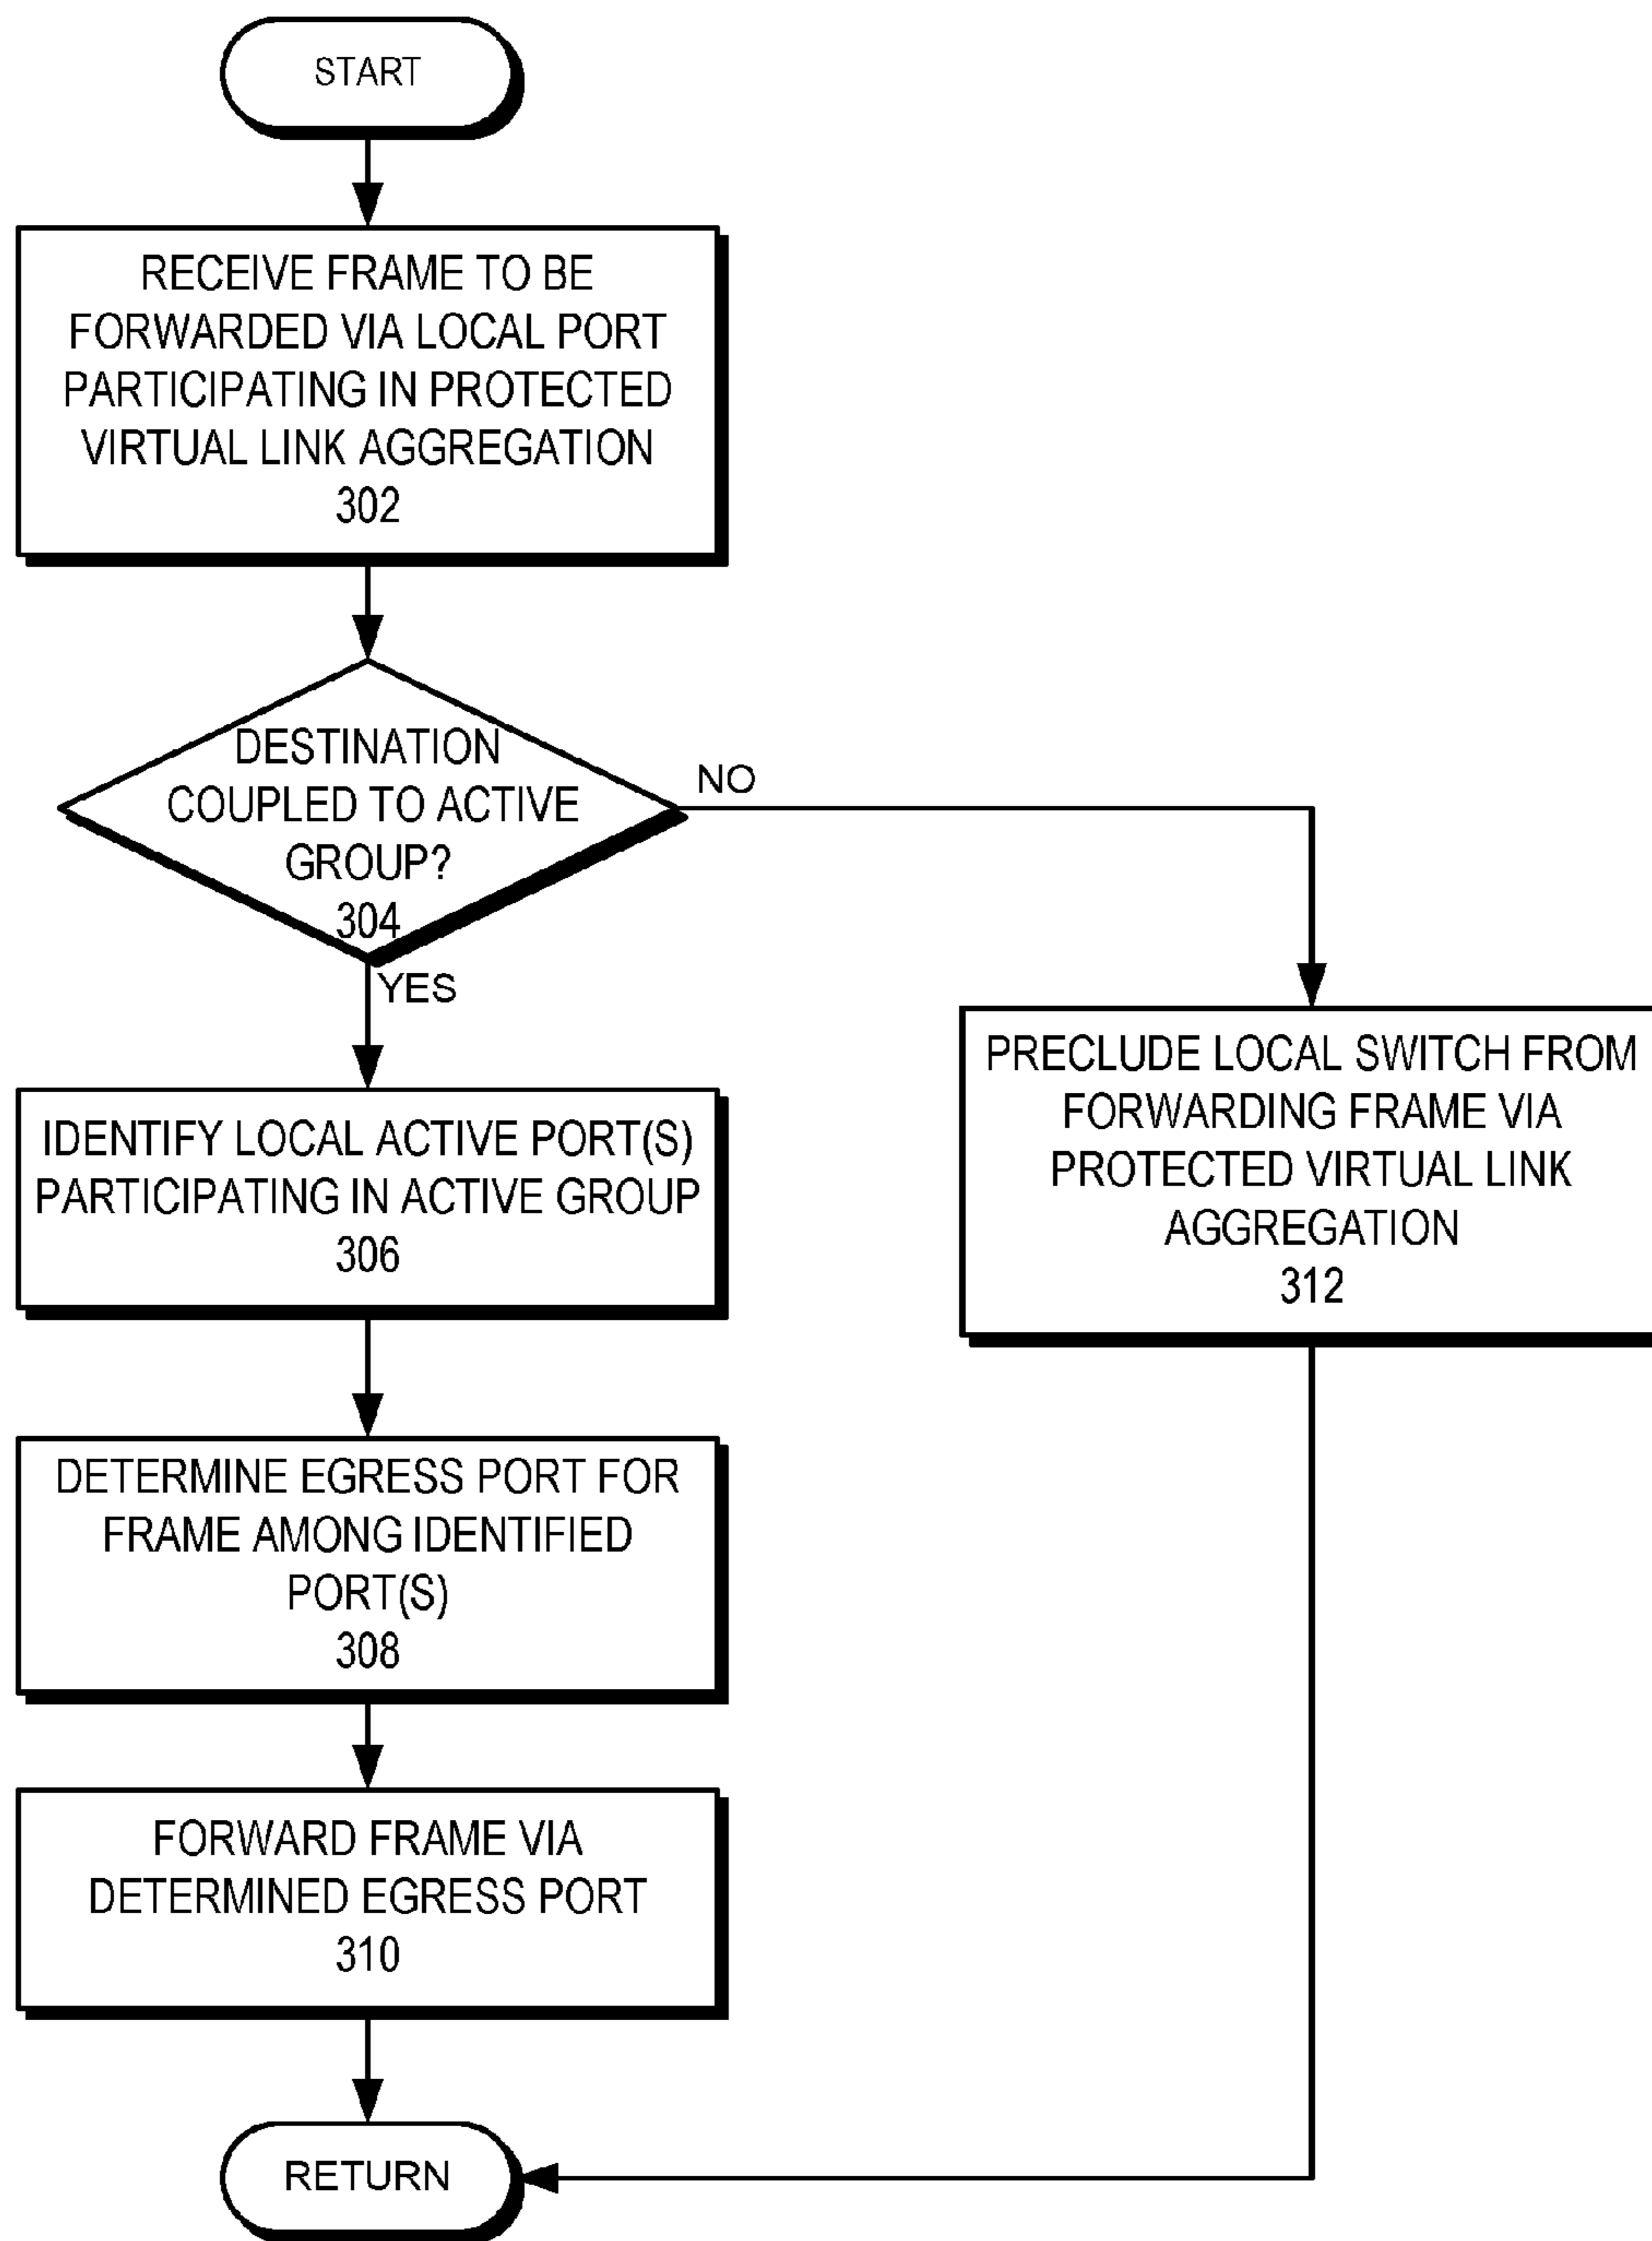 START
RECEIVE FRAME TO BE
FORWARDED VIA LOCAL PORT
PARTICIPATING IN PROTECTED
VIRTUAL LINK AGGREGATION
302
DESTINATION
COUPLED TO ACTIVE
GROUP?
304
NO
YES
IDENTIFY LOCAL ACTIVE PORT(S)
PARTICIPATING IN ACTIVE GROUP
306
PRECLUDE LOCAL SWITCH FROM
FORWARDING FRAME VIA
PROTECTED VIRTUAL LINK
AGGREGATION
312
DETERMINE EGRESS PORT FOR
FRAME AMONG IDENTIFIED
PORT(S)
308
FORWARD FRAME VIA
DETERMINED EGRESS PORT
310
RETURN